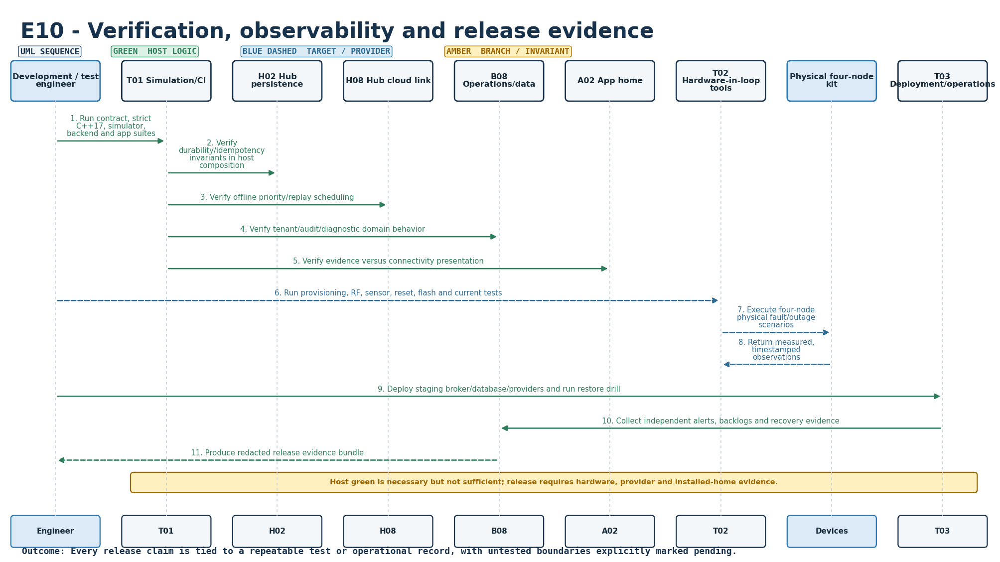 E10 - Verification, observability and release evidence
UML SEQUENCE
GREEN  HOST LOGIC
BLUE DASHED  TARGET / PROVIDER
AMBER  BRANCH / INVARIANT
Development / test
engineer
T01 Simulation/CI
H02 Hub
persistence
H08 Hub cloud link
B08
Operations/data
A02 App home
T02
Hardware-in-loop
tools
Physical four-node
kit
T03
Deployment/operations
1. Run contract, strict
C++17, simulator,
backend and app suites
2. Verify
durability/idempotency
invariants in host
composition
3. Verify offline priority/replay scheduling
4. Verify tenant/audit/diagnostic domain behavior
5. Verify evidence versus connectivity presentation
6. Run provisioning, RF, sensor, reset, flash and current tests
7. Execute four-node
physical fault/outage
scenarios
8. Return measured,
timestamped
observations
9. Deploy staging broker/database/providers and run restore drill
10. Collect independent alerts, backlogs and recovery evidence
11. Produce redacted release evidence bundle
Host green is necessary but not sufficient; release requires hardware, provider and installed-home evidence.
Engineer
T01
H02
H08
B08
A02
T02
Devices
T03
Outcome: Every release claim is tied to a repeatable test or operational record, with untested boundaries explicitly marked pending.